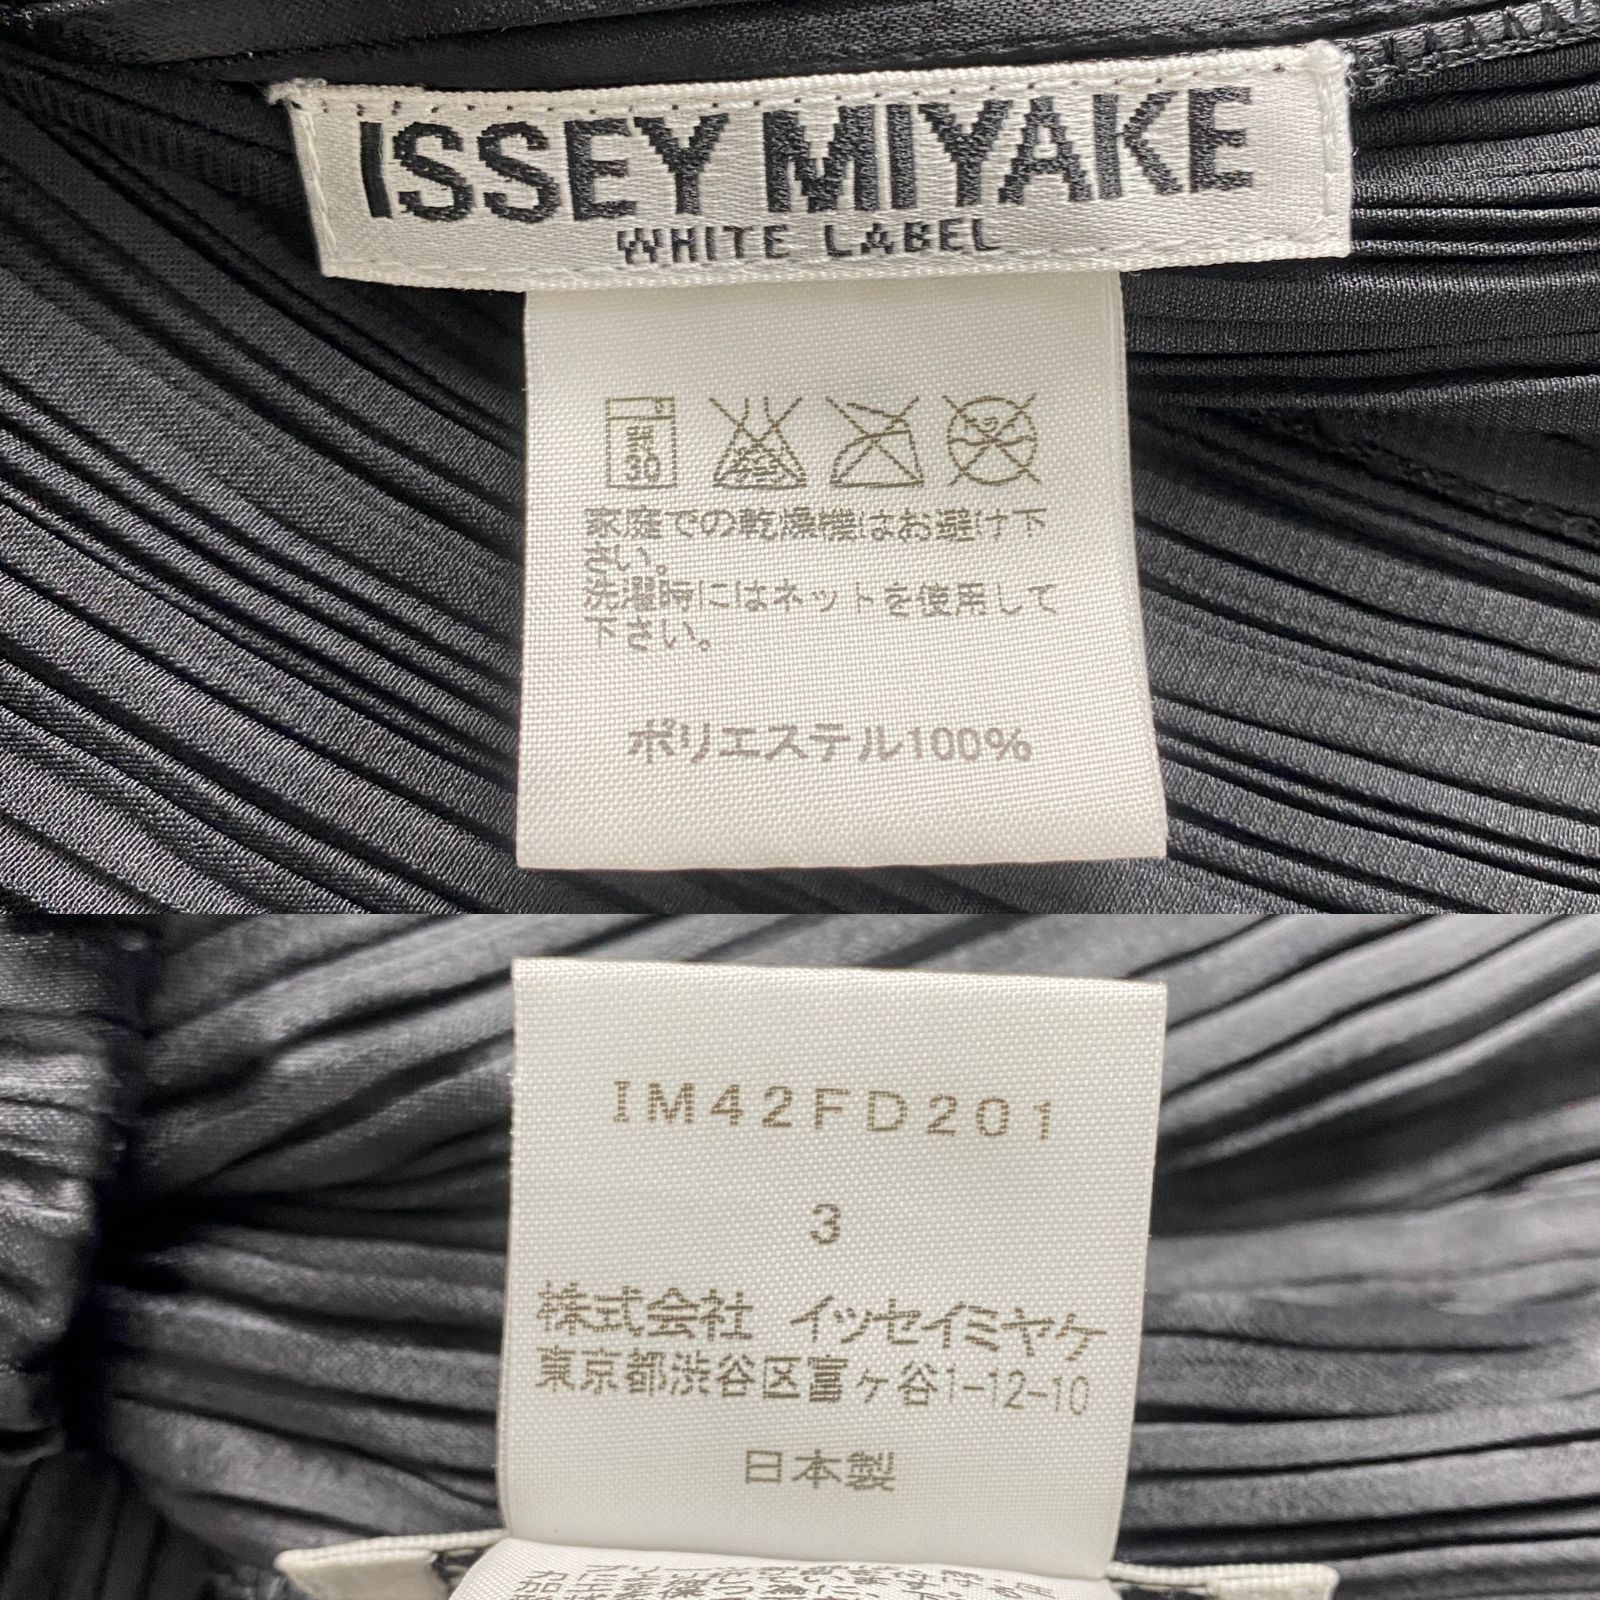 ISSEY MIYAKE
WHITE LABEL
弱
30
家庭での乾燥機はお避け下
さい。
洗濯時にはネットを使用して
下さい。
ポリエステル100%
IM42FD201
3
株式会社 イッセイミヤケ
東京都渋谷区富ヶ谷1-12-10
日本製